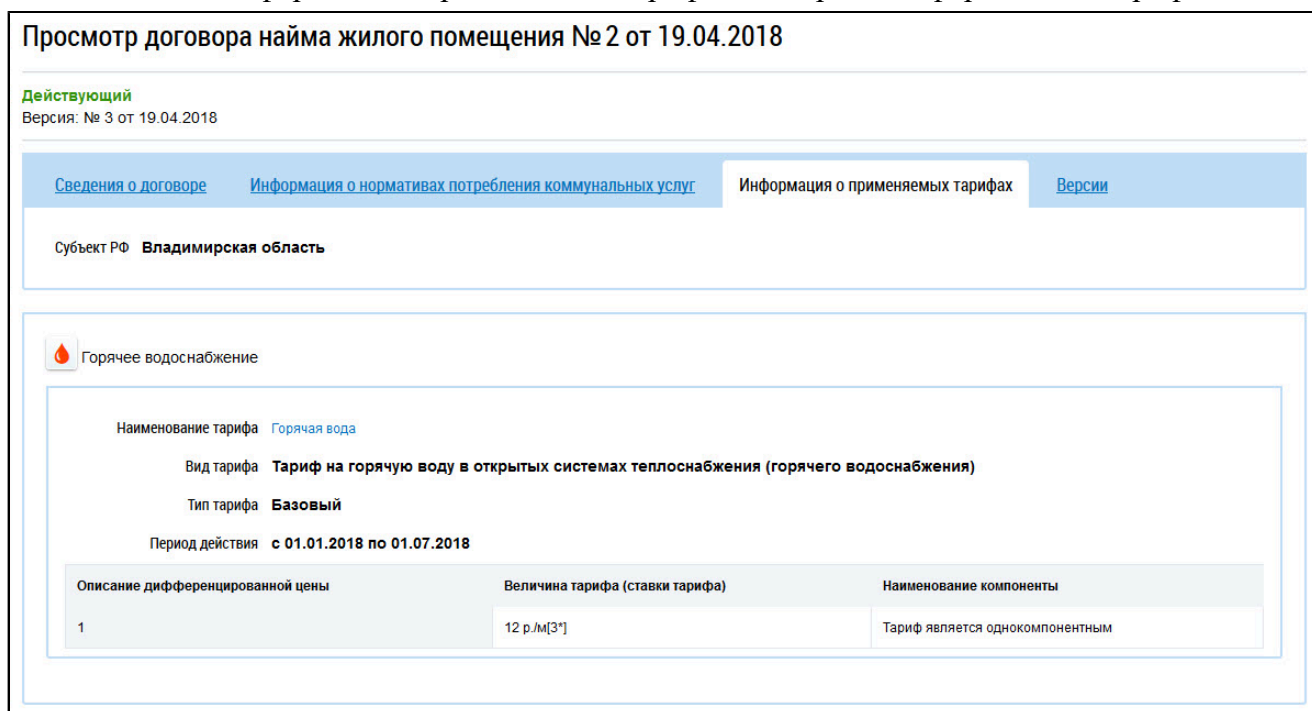 Просмотр договора найма жилого помещения № 2 от 19.04.2018
Действующий
Версия: № 3 от 19.04.2018
Сведения о договоре Информация о нормативах потребления коммунальных услуг Информация о применяемых тарифах Версии
Субъект РФ Владимирская область
Горячее водоснабжение
Наименование тарифа Горячая вода
Вид тарифа Тариф на горячую воду в открытых системах теплоснабжения (горячего водоснабжения)
Тип тарифа Базовый
Период действия с 01.01.2018 по 01.07.2018
Описание дифференцированной цены Величина тарифа (ставки тарифа) Наименование компоненты
1 12 р./м[3*] Тариф является однокомпонентным